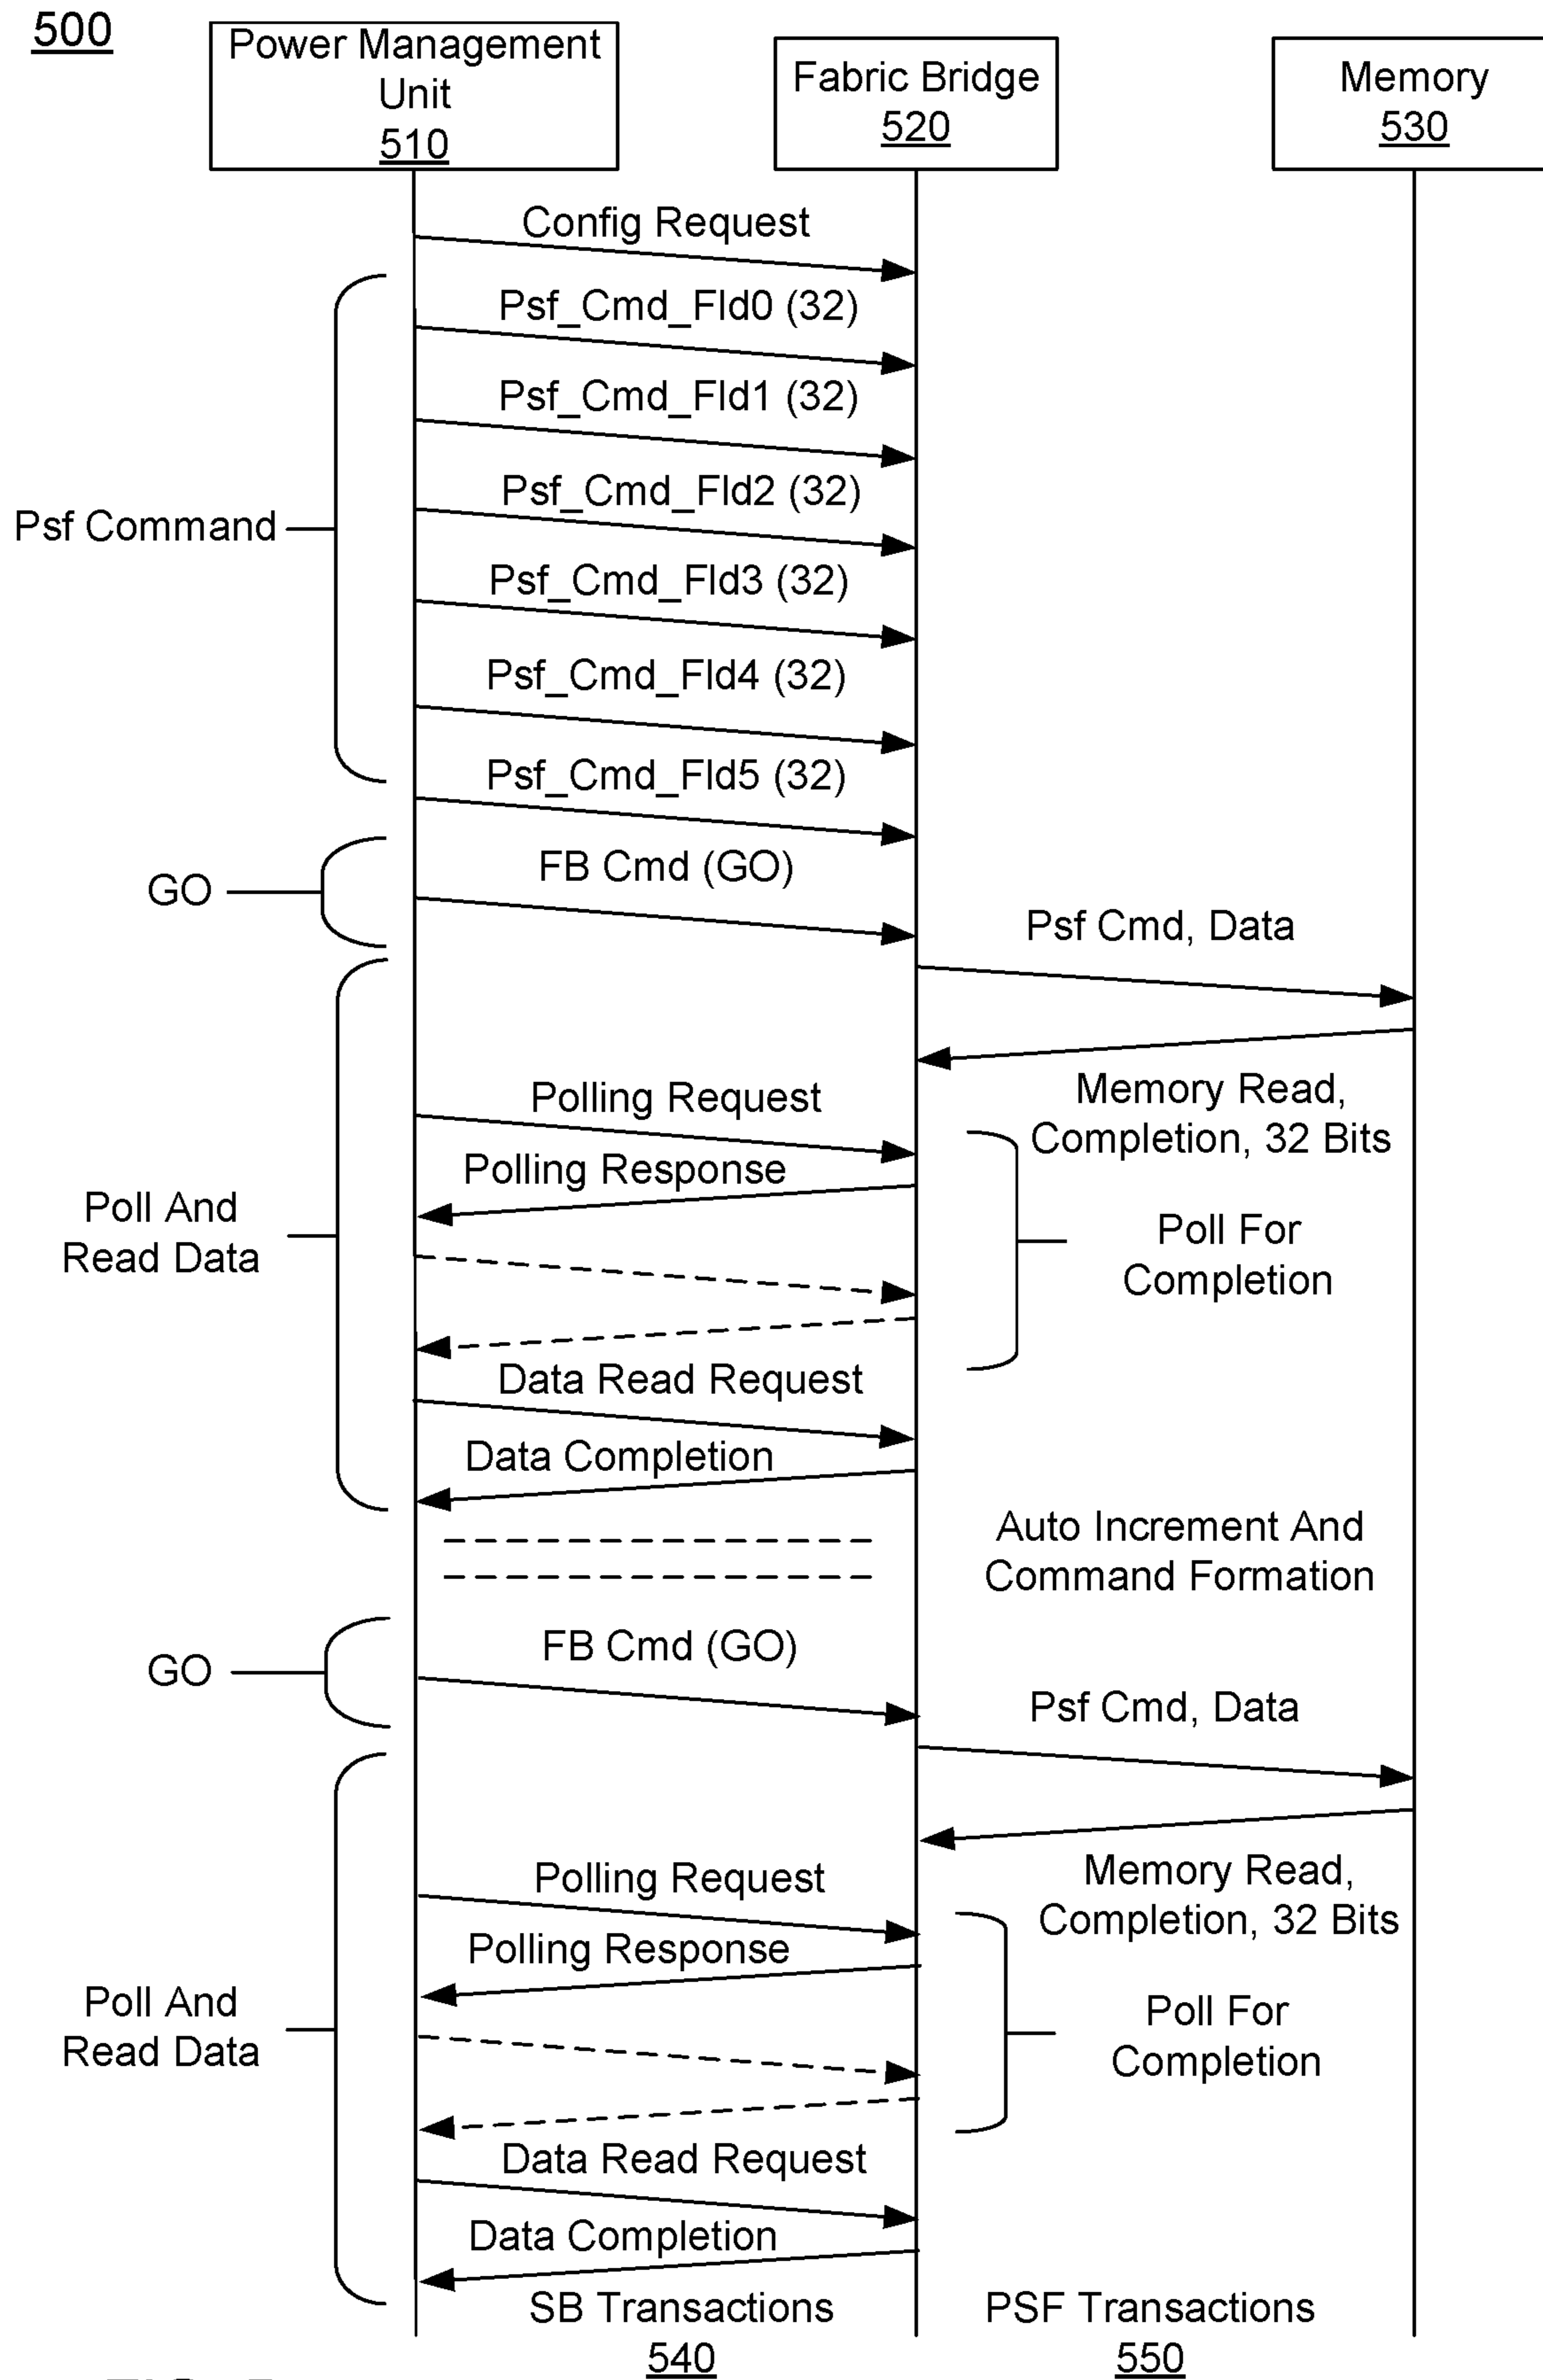 500
Power Management
Unit
510
Fabric Bridge
520
Memory
530
Config Request
Psf_Cmd_Fld0 (32)
Psf_Cmd_Fld1 (32)
Psf_Cmd_Fld2 (32)
Psf Command
Psf_Cmd_Fld3 (32)
Psf_Cmd_Fld4 (32)
Psf_Cmd_Fld5 (32)
GO
FB Cmd (GO)
Psf Cmd, Data
Memory Read,
Completion, 32 Bits
Polling Request
Polling Response
Poll And
Read Data
Poll For
Completion
Data Read Request
Data Completion
Auto Increment And
Command Formation
GO
FB Cmd (GO)
Psf Cmd, Data
Memory Read,
Completion, 32 Bits
Polling Request
Polling Response
Poll And
Read Data
Poll For
Completion
Data Read Request
Data Completion
SB Transactions
540
PSF Transactions
550